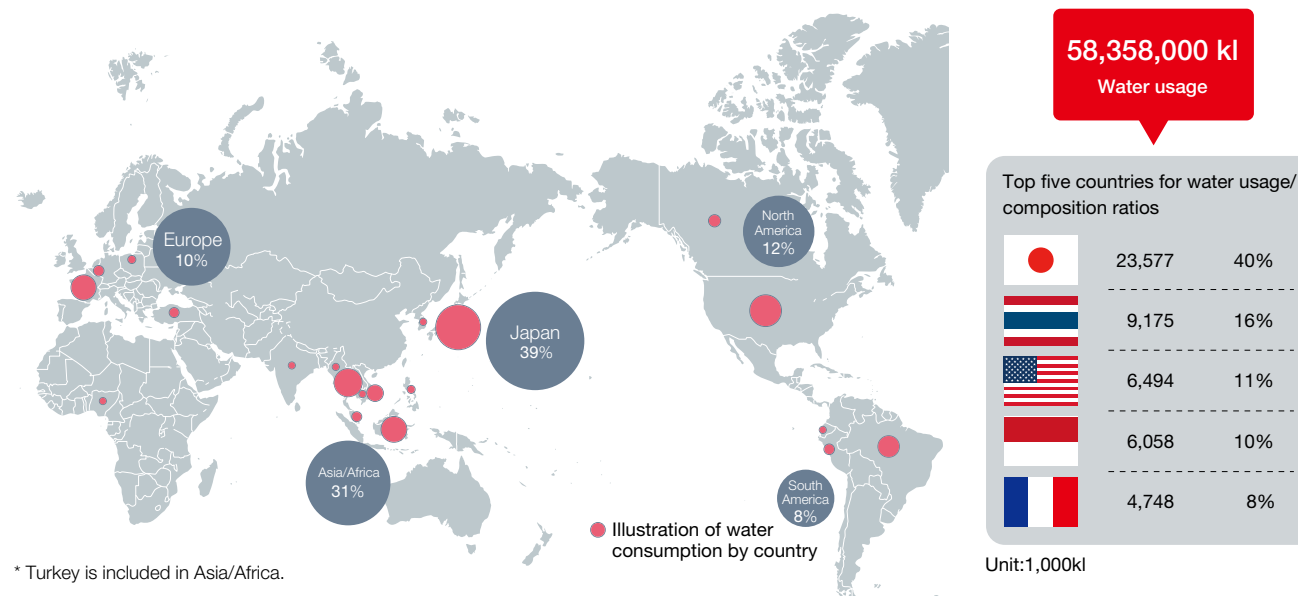 58,358,000 kl
Water usage
Top five countries for water usage/
composition ratios
23,577 40%
9,175 16%
6,494 11%
6,058 10%
4,748 8%
Unit:1,000kl
Europe
10%
North
America
12%
Japan
39%
Asia/Africa
31%
South
America
8%
Illustration of water
consumption by country
* Turkey is included in Asia/Africa.